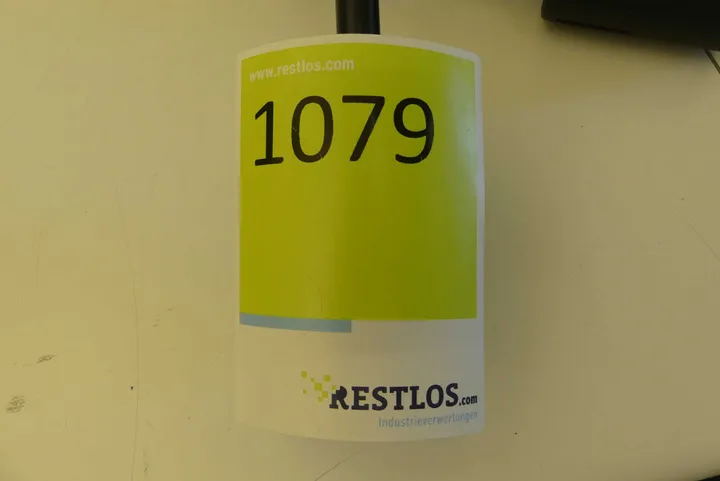 www.restlos.com
1079
RESTLOS.com
Industrieverwertungen